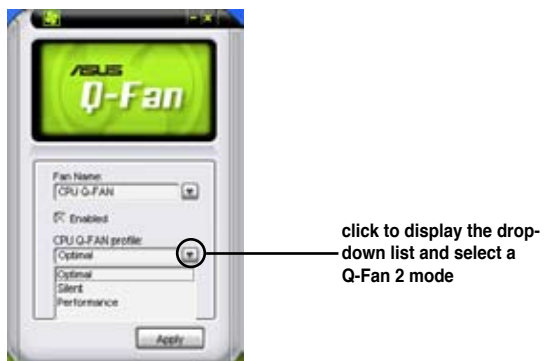 ASUS
Q-Fan
Fan Name:
CPU Q-FAN
Enabled
CPU Q-FAN profile:
Optimal
Optimal
Silent
Performance
Apply
click to display the drop-
down list and select a
Q-Fan 2 mode